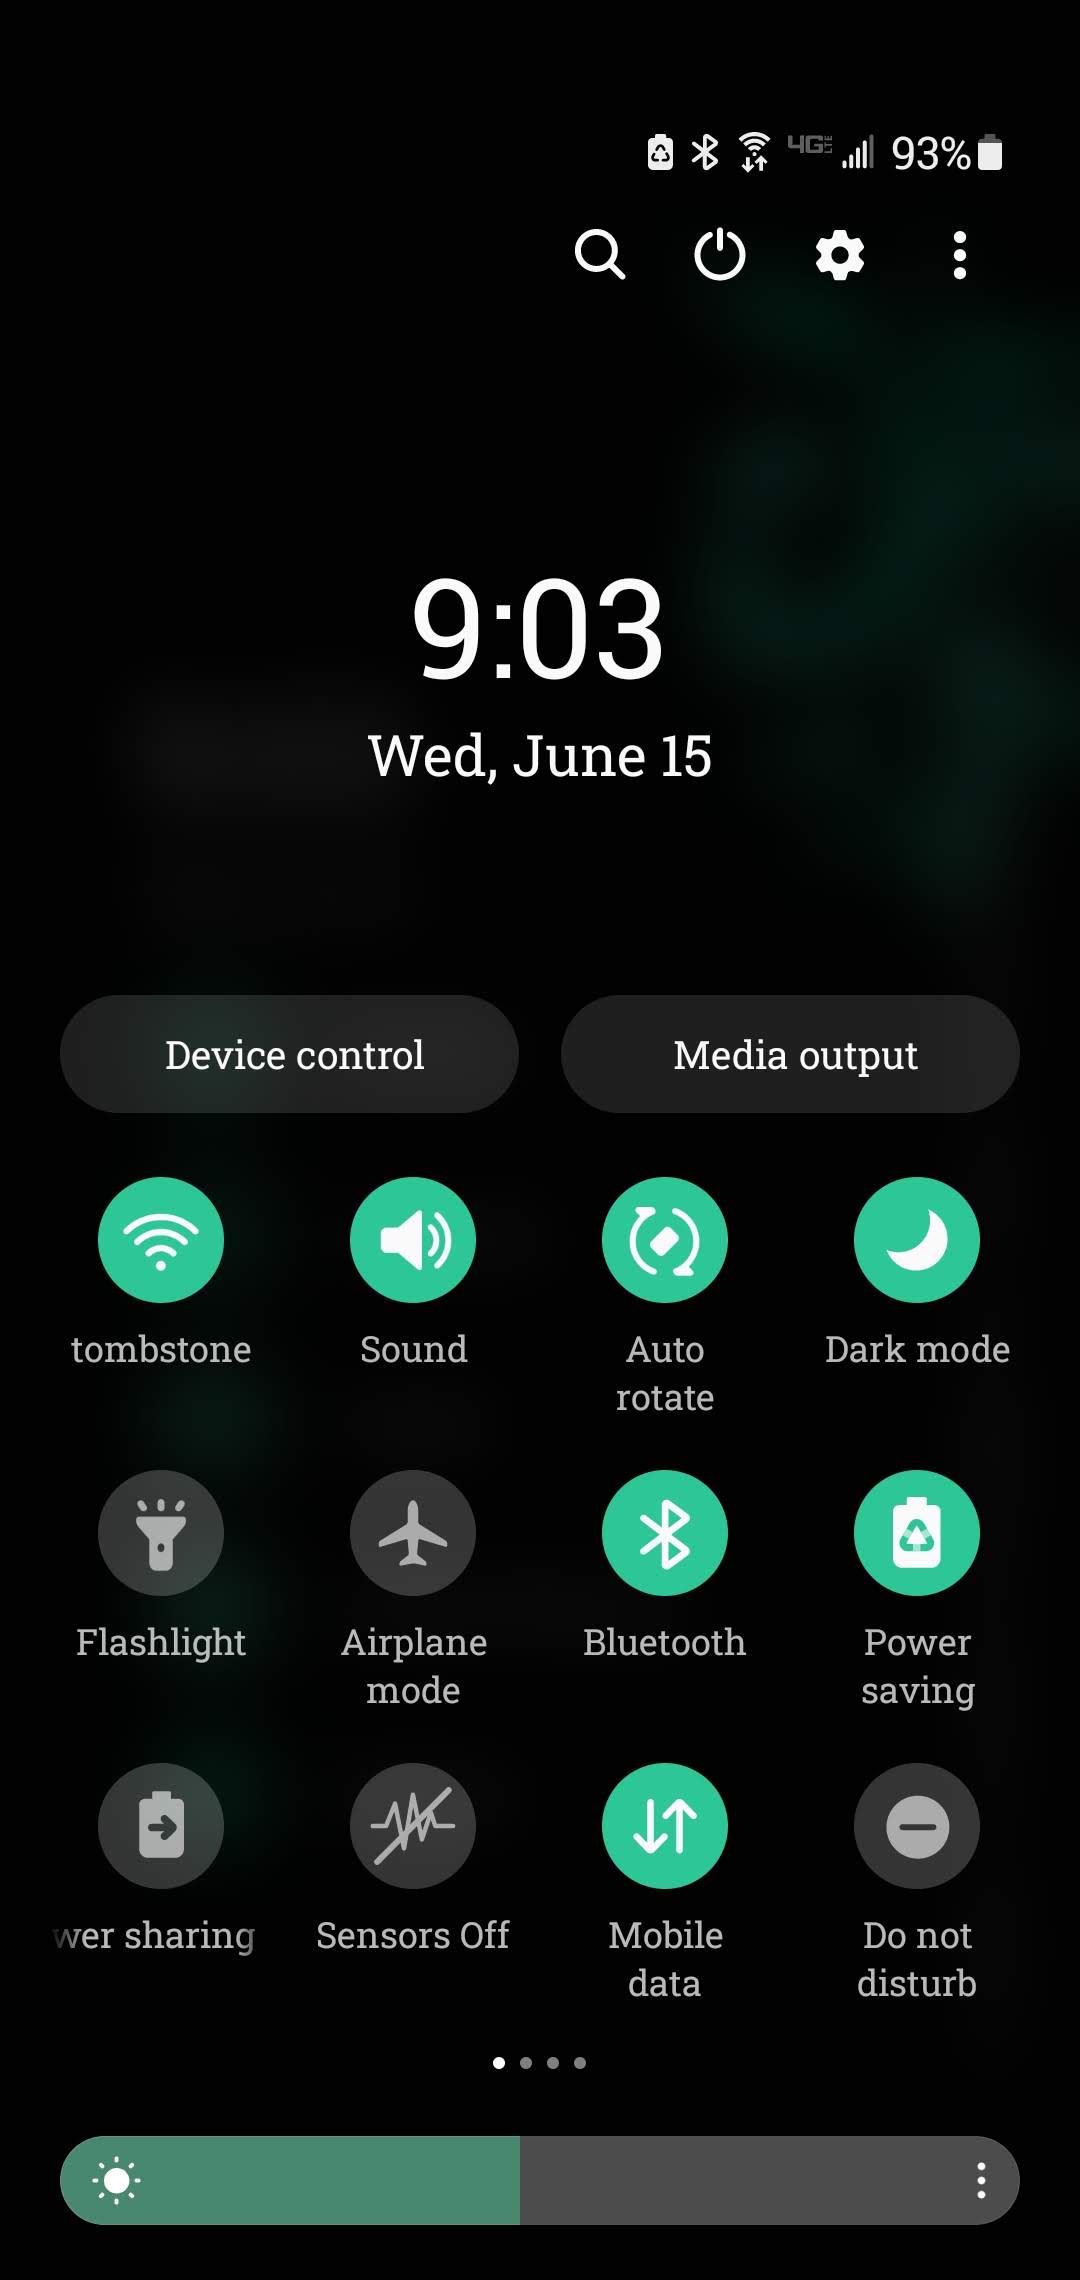 4G LTE 93%
9:03
Wed, June 15
Device control Media output
tombstone Sound Auto rotate Dark mode
Flashlight Airplane mode Bluetooth Power saving
wer sharing Sensors Off Mobile data Do not disturb